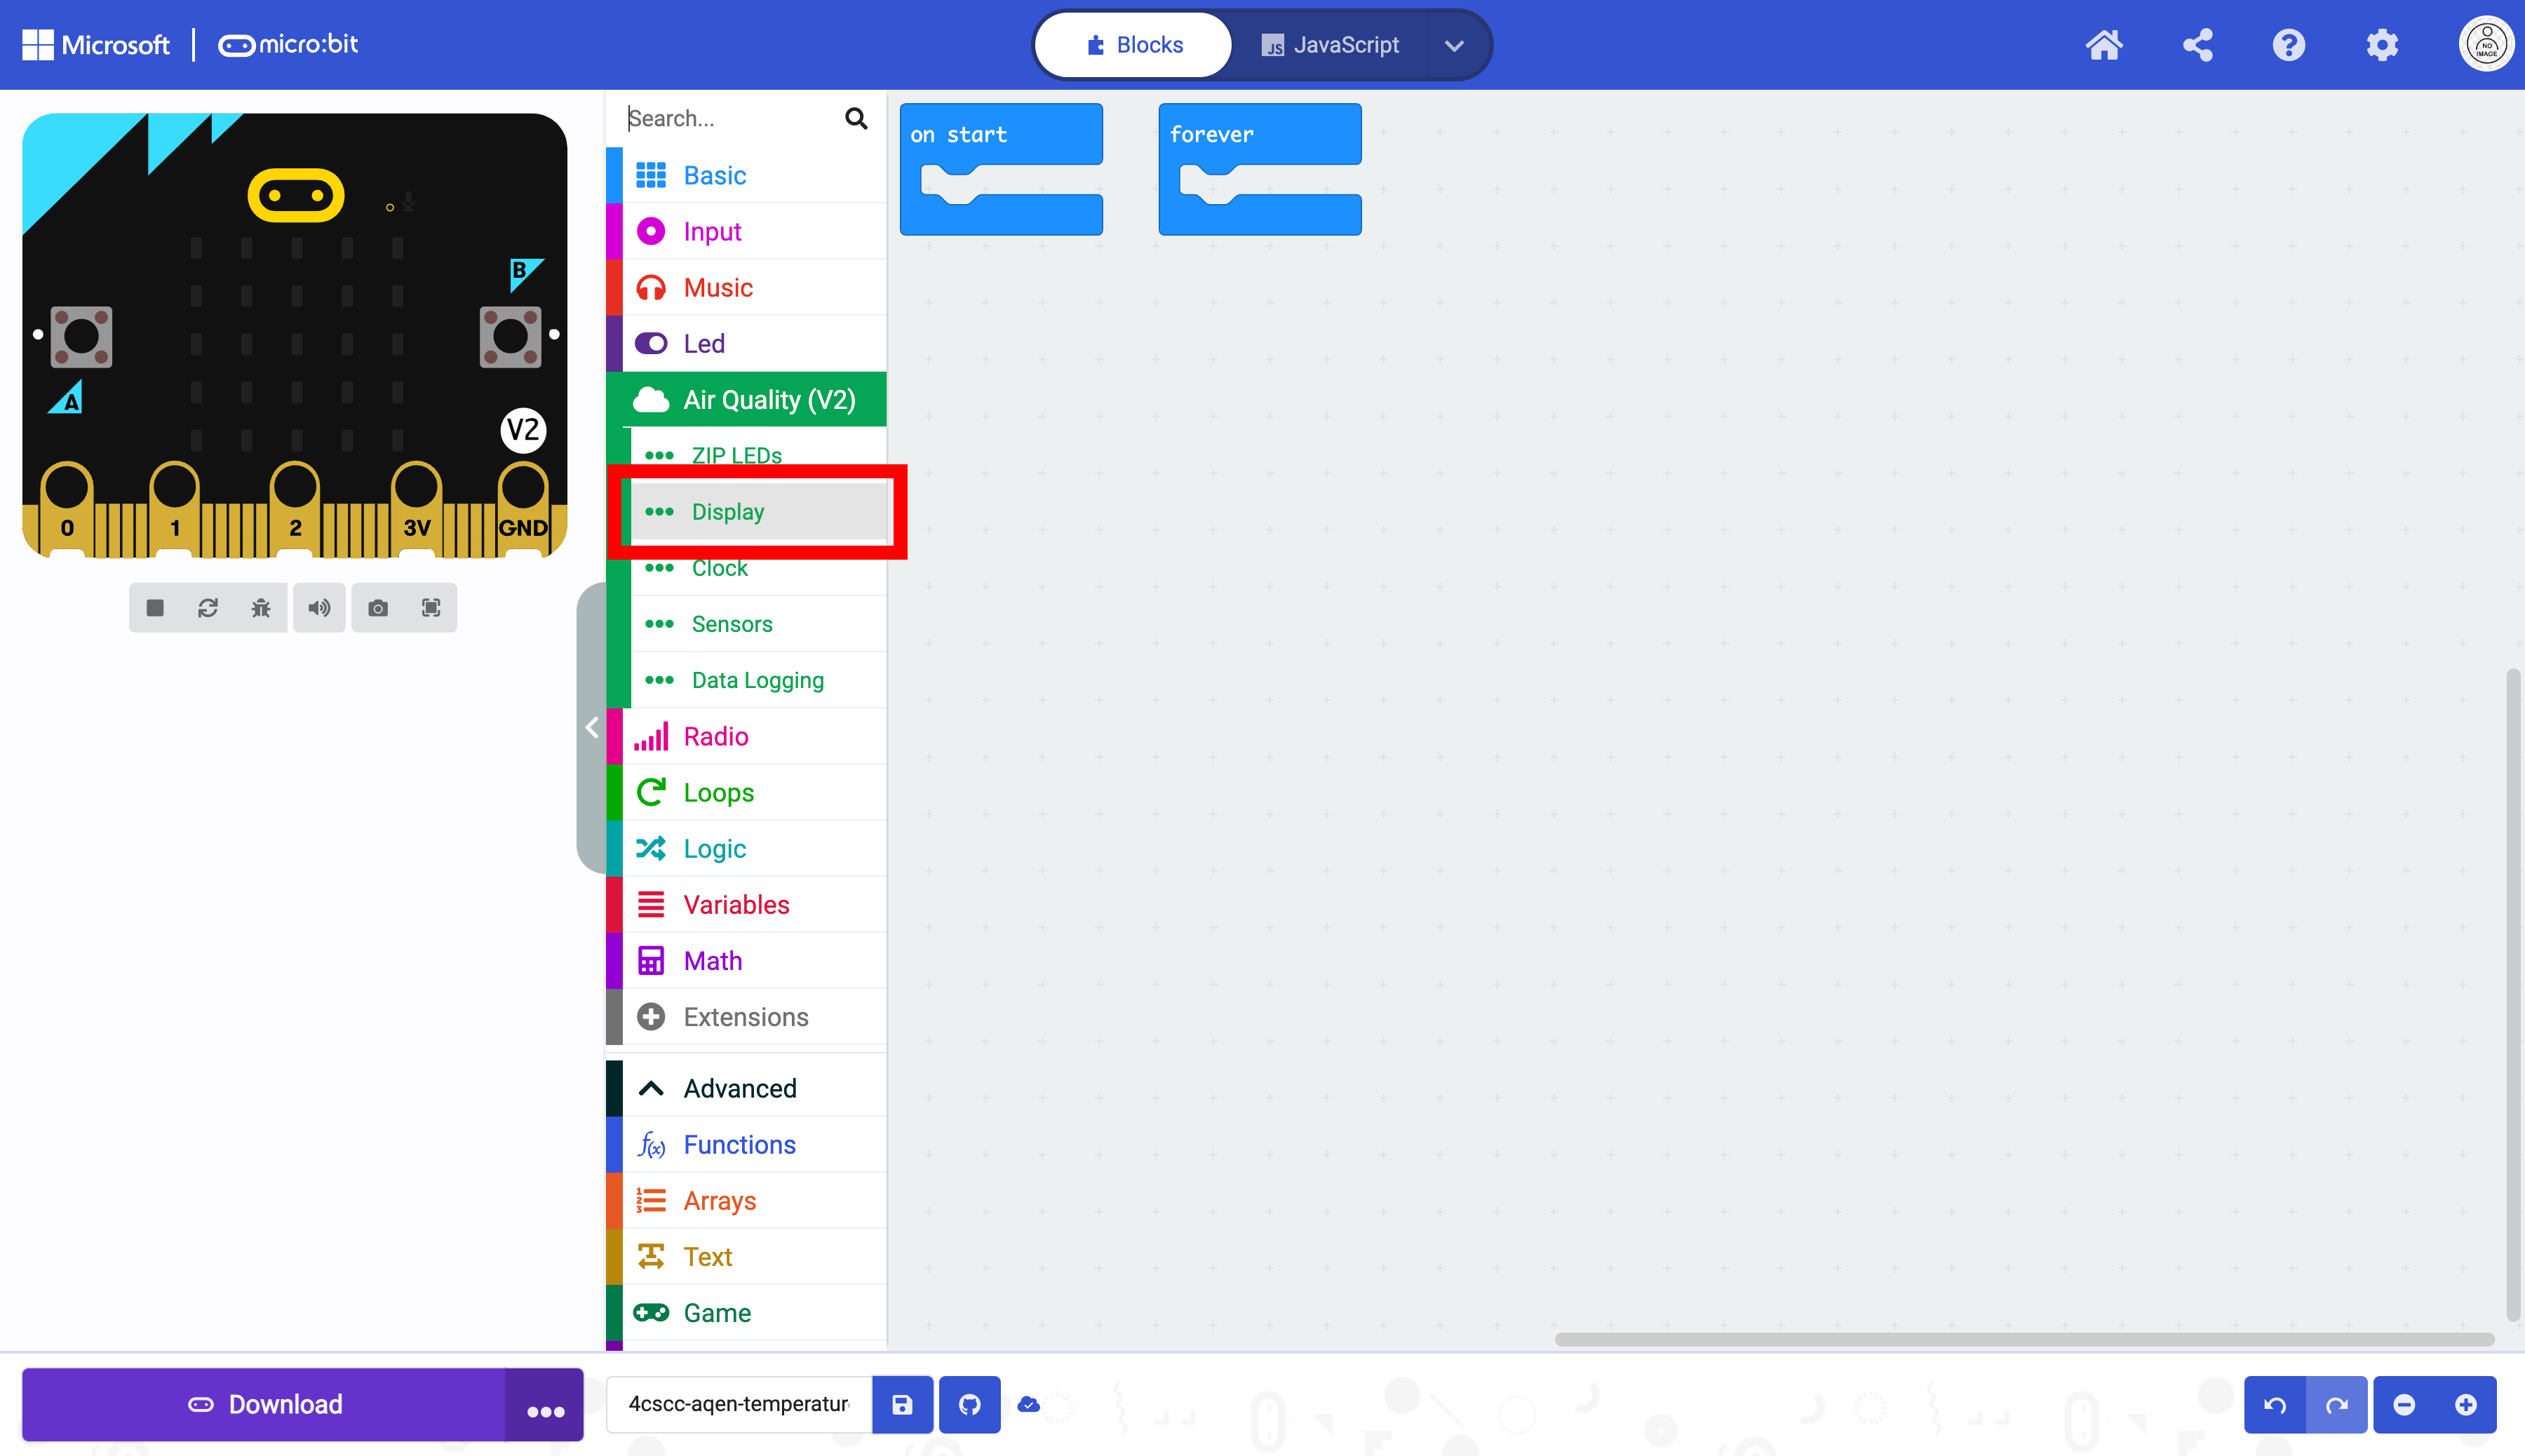 Microsoft
micro:bit
Blocks
JavaScript
NO
IMAGE
Search...
Basic
Input
Music
Led
Air Quality (V2)
ZIP LEDs
Display
Clock
Sensors
Data Logging
Radio
Loops
Logic
Variables
Math
Extensions
Advanced
Functions
Arrays
Text
Game
on start
forever
B
A
V2
0
1
2
3V
GND
Download
4cscc-aqen-temperatur